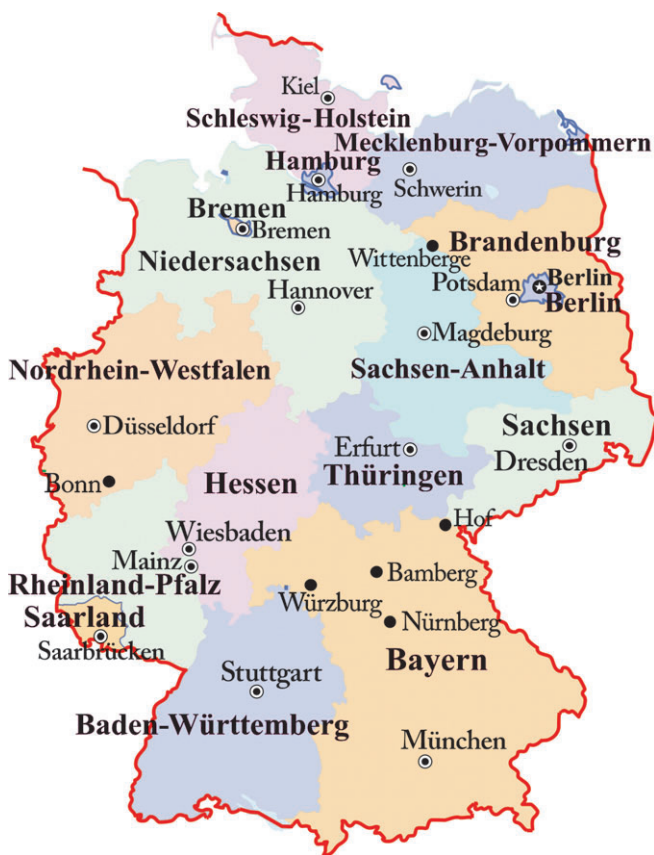 Kiel
Schleswig-Holstein
Mecklenburg-Vorpommern
Hamburg
Hamburg
Schwerin
Bremen
Bremen
Brandenburg
Wittenberge
Niedersachsen
Potsdam
Berlin
Berlin
Hannover
Magdeburg
Nordrhein-Westfalen
Sachsen-Anhalt
Düsseldorf
Sachsen
Erfurt
Dresden
Thüringen
Bonn
Hessen
Hof
Wiesbaden
Mainz
Bamberg
Rheinland-Pfalz
Würzburg
Saarland
Nürnberg
Saarbrücken
Bayern
Stuttgart
Baden-Württemberg
München